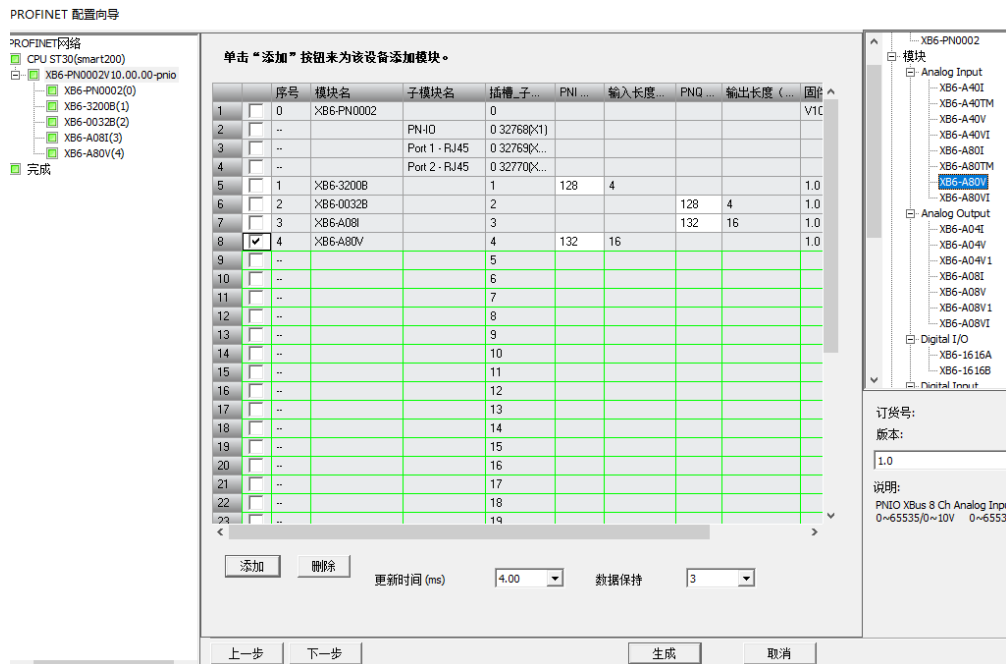 PROFINET 配置向导
PROFINET网络
CPU ST30(smart200)
XB6-PN0002V10.00.00-pnio
XB6-PN0002(0)
XB6-3200B(1)
XB6-0032B(2)
XB6-A08I(3)
XB6-A80V(4)
完成
单击“添加”按钮来为该设备添加模块。
序号 模块名 子模块名 插槽_子... PNI ... 输入长度... PNQ ... 输出长度 (... 固件
1 0 XB6-PN0002 0 V10
2 -- PN-IO 0 32768(X1)
3 -- Port 1 - RJ45 0 32769(X...
4 -- Port 2 - RJ45 0 32770(X...
5 1 XB6-3200B 1 128 4 1.0
6 2 XB6-0032B 2 128 4 1.0
7 3 XB6-A08I 3 132 16 1.0
8 4 XB6-A80V 4 132 16 1.0
9 -- 5
10 -- 6
11 -- 7
12 -- 8
13 -- 9
14 -- 10
15 -- 11
16 -- 12
17 -- 13
18 -- 14
19 -- 15
20 -- 16
21 -- 17
22 -- 18
23 -- 19
添加 删除 更新时间 (ms) 4.00 数据保持 3
上一步 下一步 生成 取消
XB6-PN0002
模块
Analog Input
XB6-A40I
XB6-A40TM
XB6-A40V
XB6-A40VI
XB6-A80I
XB6-A80TM
XB6-A80V
XB6-A80VI
Analog Output
XB6-A04I
XB6-A04V
XB6-A04V1
XB6-A08I
XB6-A08V
XB6-A08V1
XB6-A08VI
Digital I/O
XB6-1616A
XB6-1616B
Digital Input
订货号:
版本:
1.0
说明:
PNIO XBus 8 Ch Analog Inpu
0~65535/0~10V 0~6553